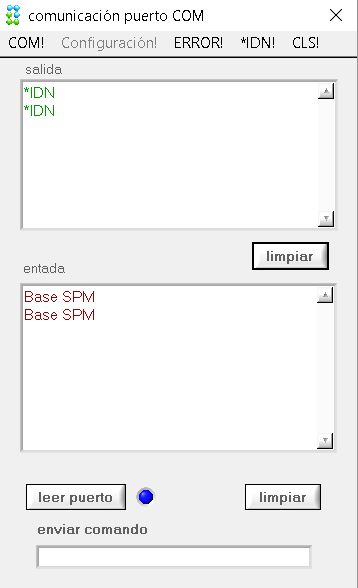 comunicación puerto COM
COM! Configuración! ERROR! *IDN! CLS!
salida
*IDN
*IDN
limpiar
entada
Base SPM
Base SPM
leer puerto limpiar
enviar comando